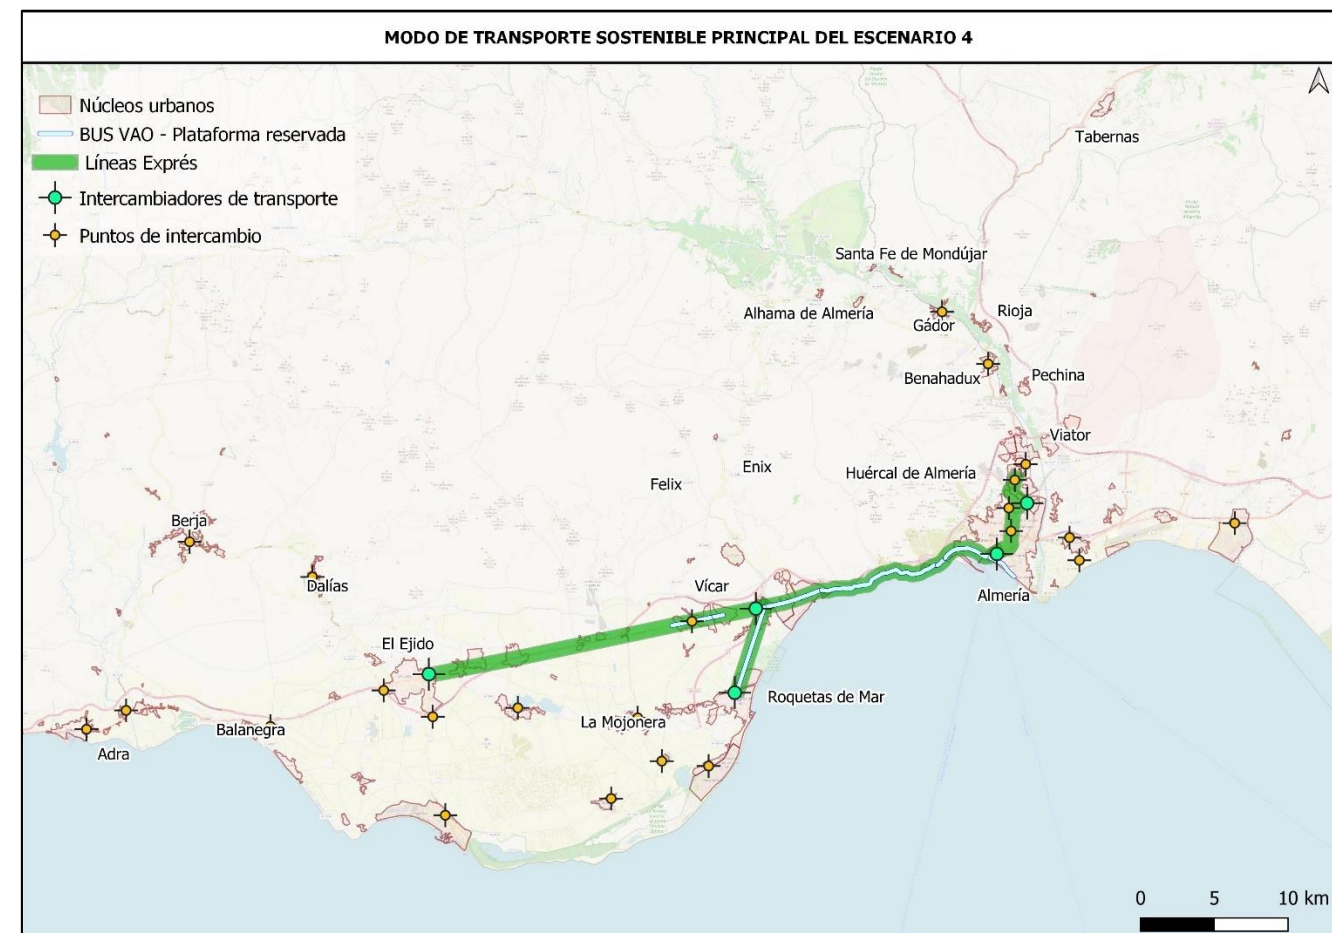 MODO DE TRANSPORTE SOSTENIBLE PRINCIPAL DEL ESCENARIO 4
Núcleos urbanos
BUS VAO - Plataforma reservada
Líneas Exprés
Intercambiadores de transporte
Puntos de intercambio
Tabernas
Santa Fe de Mondújar
Alhama de Almería
Rioja
Gádor
Benahadux
Pechina
Viator
Huércal de Almería
Enix
Felix
Berja
Dalías
Vícar
Almería
El Ejido
Roquetas de Mar
La Mojonera
Balanegra
Adra
0 5 10 km